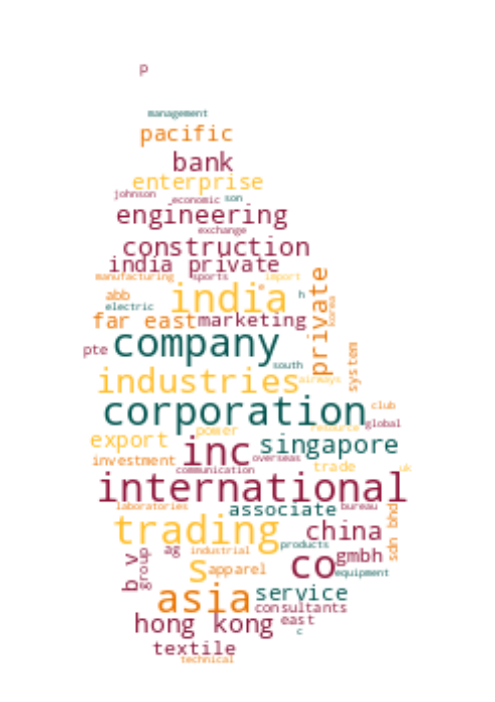 p
management
pacific
bank
enterprise
johnson
economic son
engineering
exchange
construction
india private
manufacturing sports import
abb india h
electric
far east marketing
private
korea
pte company
south
system
industries airways
corporation club
global
power resource
export inc singapore
investment overseas trade
communication uk
international
laboratories associate bureau
trading china
sdn bhd
products
ag industrial co gmbh
b v
group
s apparel equipment
asia service
consultants
hong kong east
c
textile
technical